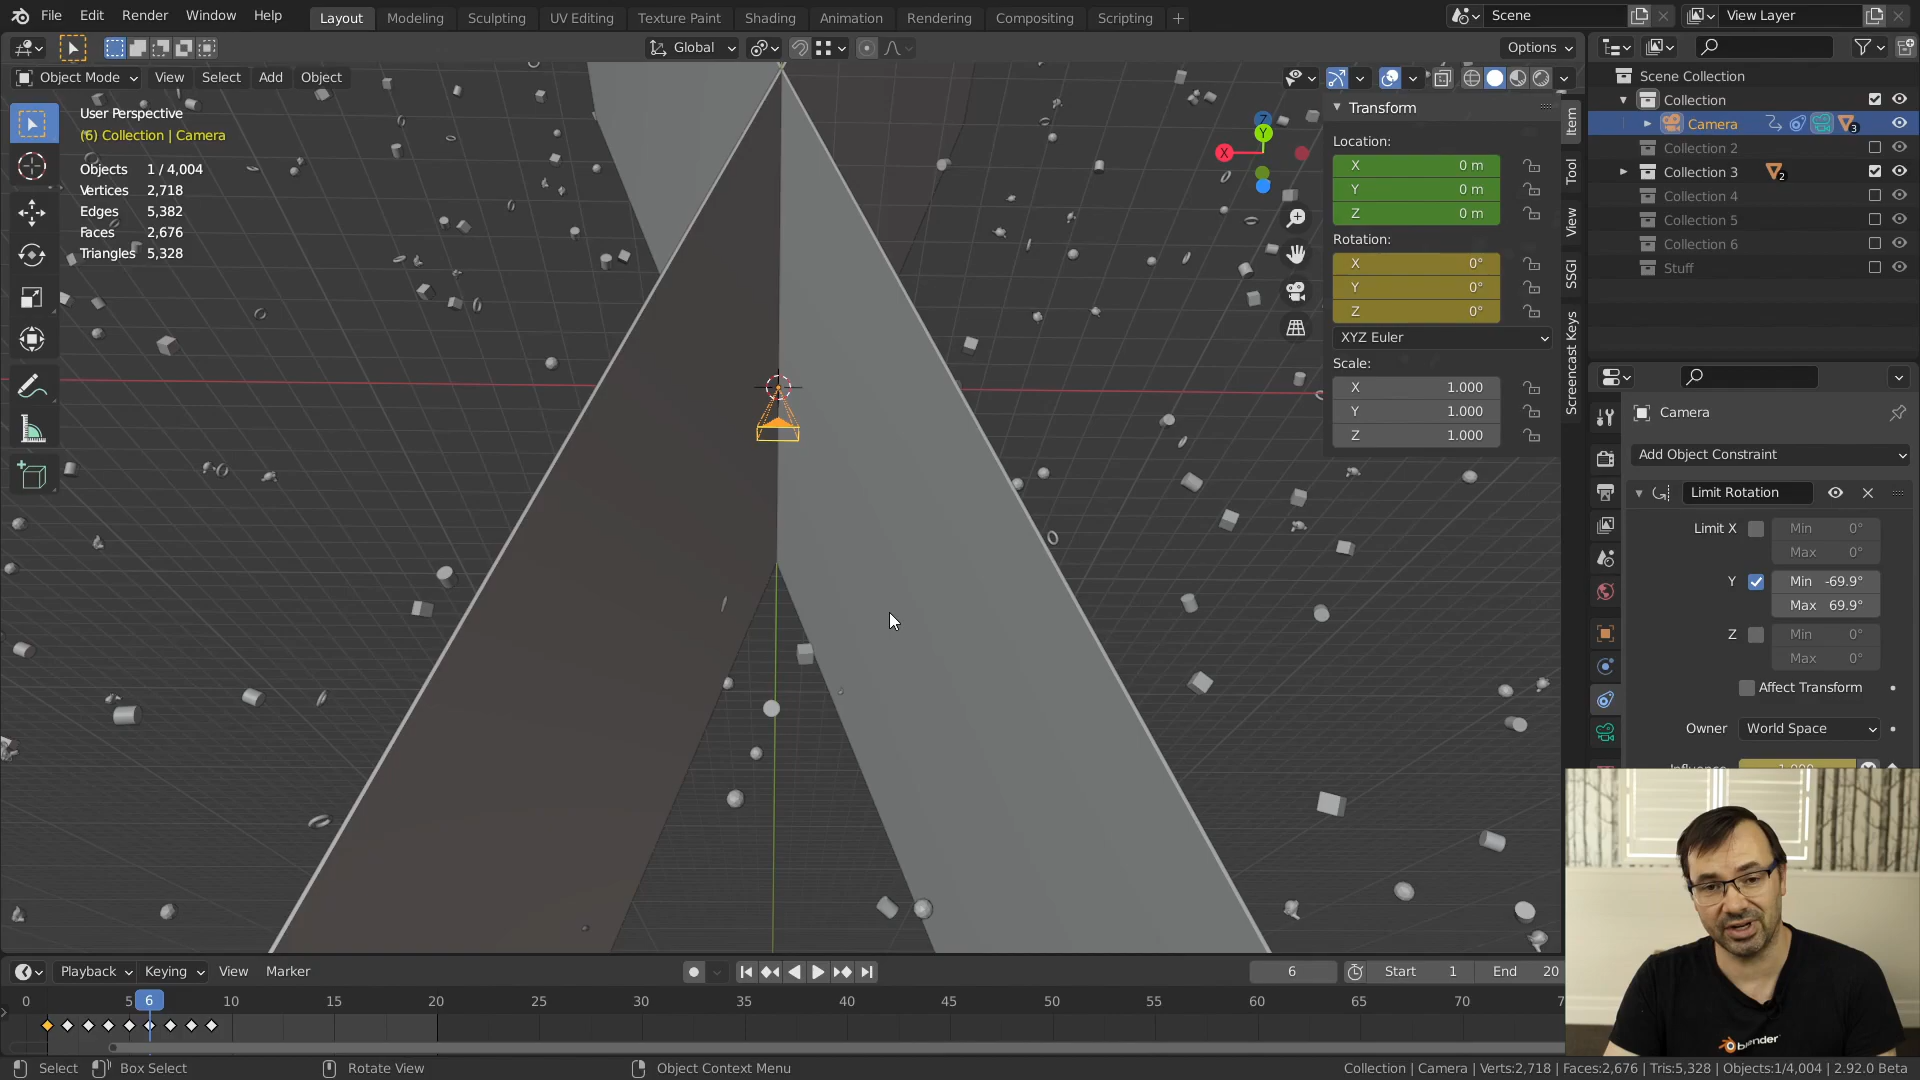 File Edit Render Window Help
Layout Modeling Sculpting UV Editing Texture Paint Shading Animation Rendering Compositing Scripting
Scene
View Layer
Global
Options
Object Mode View Select Add Object
User Perspective
(6) Collection | Camera
Objects 1 / 4,004
Vertices 2,718
Edges 5,382
Faces 2,676
Triangles 5,328
Z
Y
X
Transform
Location:
X 0 m
Y 0 m
Z 0 m
Rotation:
X 0°
Y 0°
Z 0°
XYZ Euler
Scale:
X 1.000
Y 1.000
Z 1.000
Item
Tool
View
SSGI
Screencast Keys
Scene Collection
Collection
Camera 3
Collection 2
Collection 3 2
Collection 4
Collection 5
Collection 6
Stuff
Camera
Add Object Constraint
Limit Rotation
Limit X Min 0°
Max 0°
Y Min -69.9°
Max 69.9°
Z Min 0°
Max 0°
Affect Transform
Owner World Space
Influence 1.000
blender
Playback Keying View Marker
6 Start 1 End 20
0 5 6 10 15 20 25 30 35 40 45 50 55 60 65 70
Select Box Select Rotate View Object Context Menu
Collection | Camera | Verts:2,718 | Faces:2,676 | Tris:5,328 | Objects:1/4,004 | 2.92.0 Beta